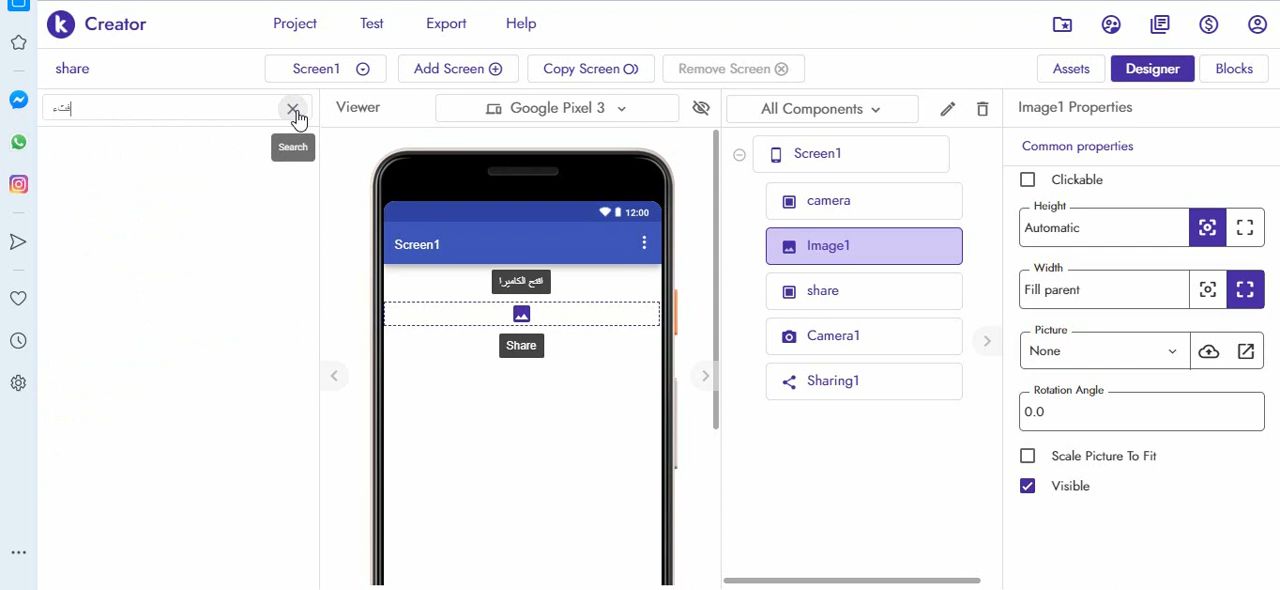 Creator
Project
Test
Export
Help
share
Screen1
Add Screen
Copy Screen
Remove Screen
Assets
Designer
Blocks
Search
Viewer
Google Pixel 3
12:00
Screen1
الكاميرا
Share
All Components
Screen1
camera
Image1
share
Camera1
Sharing1
Image1 Properties
Common properties
Clickable
Height
Automatic
Width
Fill parent
Picture
None
Rotation Angle
0.0
Scale Picture To Fit
Visible